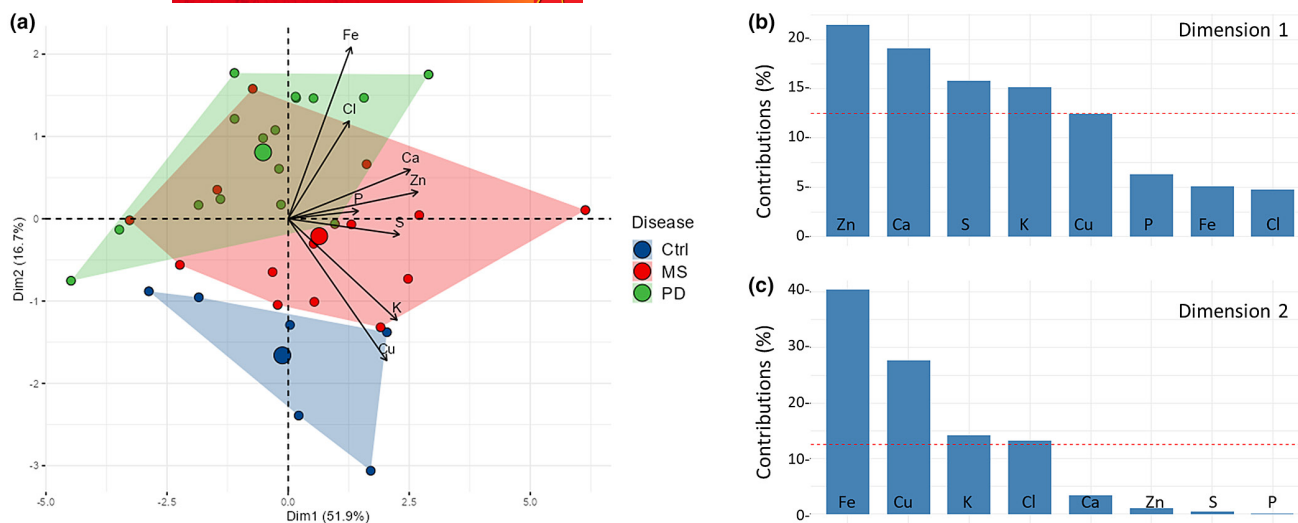 (a)
Fe
Cl
Ca
Zn
P
S
K
Cu
2
1
0
-1
-2
-3
Dim2 (16.7%)
-5.0
-2.5
0.0
2.5
5.0
Dim1 (51.9%)
Disease
Ctrl
MS
PD
(b)
Dimension 1
Contributions (%)
20
15
10
5
0
Zn Ca S K Cu P Fe Cl
(c)
Dimension 2
Contributions (%)
40
30
20
10
0
Fe Cu K Cl Ca Zn S P